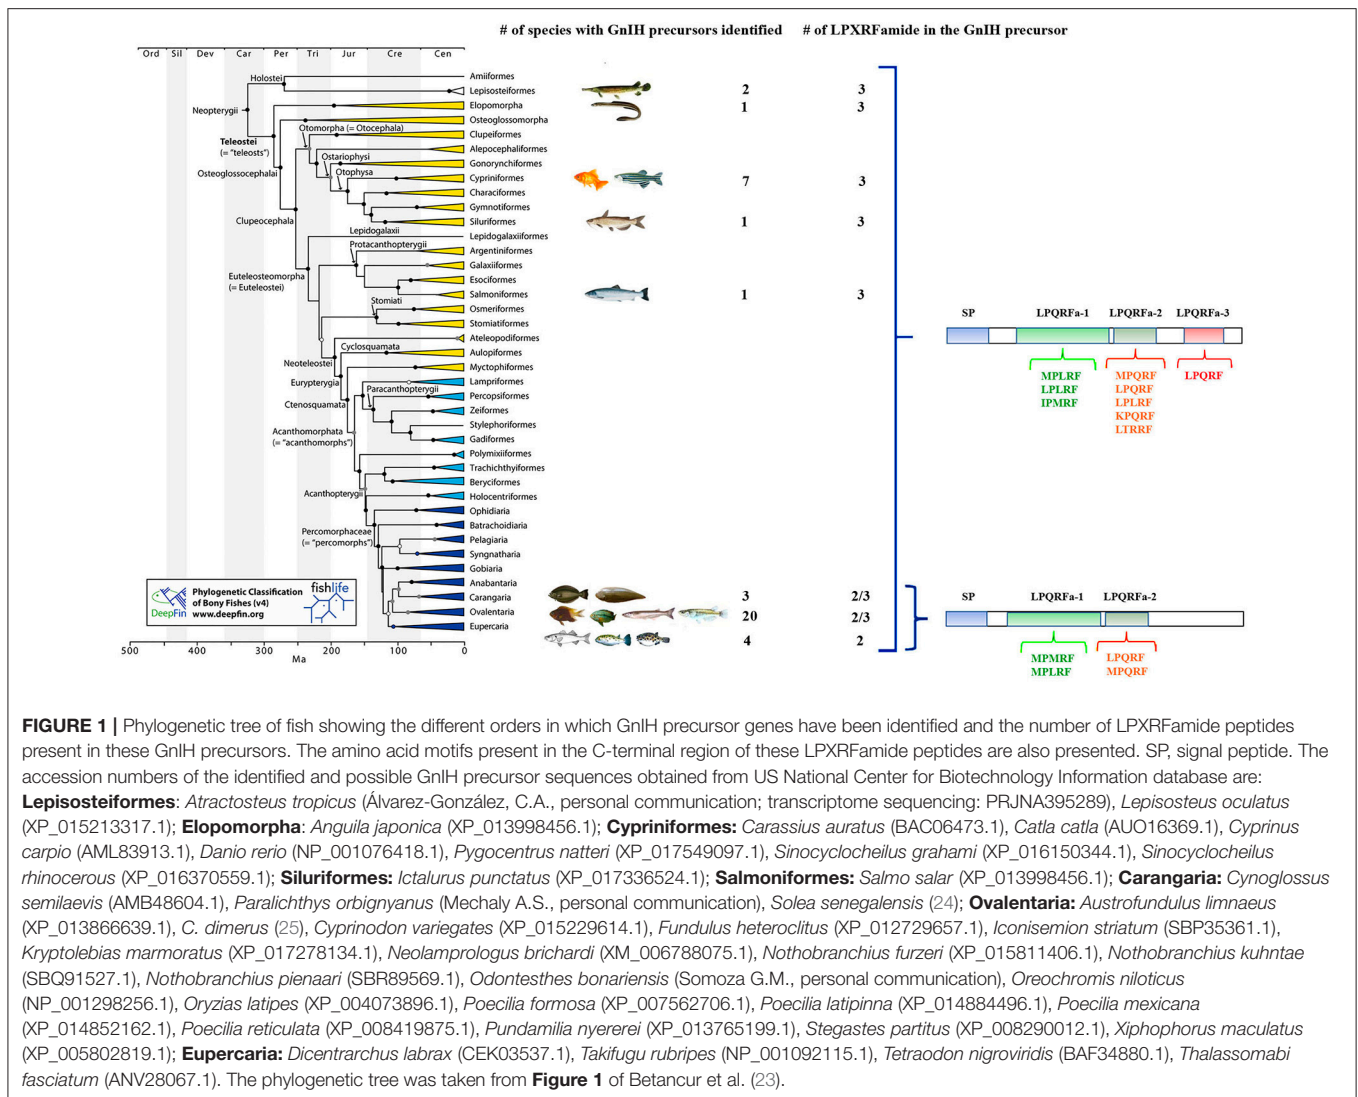 # of species with GnIH precursors identified
# of LPXRFamide in the GnIH precursor
Ord Sil Dev Car Per Tri Jur Cre Cen
Holostei
Amiiformes
Lepisosteiformes 2 3
Neopterygii
Elopomorpha 1 3
Osteoglossomorpha
Otomorpha (= Otocephala)
Clupeiformes
Teleostei
(= "teleosts")
Alepocephaliformes
Ostariophysi
Gonorynchiformes
Otophysa
Osteoglossocephalai
Cypriniformes 7 3
Characiformes
Gymnotiformes
Clupeocephala
Siluriformes 1 3
Lepidogalaxii
Lepidogalaxiiformes
Protacanthopterygii
Argentiniformes
Galaxiiformes
Euteleosteomorpha
(= Euteleostei)
Esociformes
Salmoniformes 1 3
Stomiati
Osmeriformes
Stomiatiformes
Ateleopodiformes
Cyclosquamata
Aulopiformes
Neoteleostei
Myctophiformes
Eurypterygia
Lampriformes
Paracanthopterygii
Ctenosquamata
Percopsiformes
Zeiformes
Stylephoriformes
Acanthomorphata
(= "acanthomorphs")
Gadiformes
Polymixiiformes
Trachichthyiformes
Beryciformes
Acanthopterygii
Holocentriformes
Ophidiaria
Batrachoidiaria
Percomorphaceae
(= "percomorphs")
Pelagiaria
Syngnatharia
Gobiaria
Anabantaria
Carangaria 3 2/3
Ovalentaria 20 2/3
Eupercaria 4 2
DeepFin
Phylogenetic Classification
of Bony Fishes (v4)
www.deepfin.org
fishlife
500 400 300 200 100 0
Ma
SP LPQRFa-1 LPQRFa-2 LPQRFa-3
MPLRF
LPLRF
IPMRF
MPQRF
LPQRF
LPLRF
KPQRF
LTRRF
LPQRF
SP LPQRFa-1 LPQRFa-2
MPMRF
MPLRF
LPQRF
MPQRF
FIGURE 1 | Phylogenetic tree of fish showing the different orders in which GnIH precursor genes have been identified and the number of LPXRFamide peptides
present in these GnIH precursors. The amino acid motifs present in the C-terminal region of these LPXRFamide peptides are also presented. SP, signal peptide. The
accession numbers of the identified and possible GnIH precursor sequences obtained from US National Center for Biotechnology Information database are:
Lepisosteiformes: Atractosteus tropicus (Álvarez-González, C.A., personal communication; transcriptome sequencing: PRJNA395289), Lepisosteus oculatus
(XP_015213317.1); Elopomorpha: Anguila japonica (XP_013998456.1); Cypriniformes: Carassius auratus (BAC06473.1), Catla catla (AUO16369.1), Cyprinus
carpio (AML83913.1), Danio rerio (NP_001076418.1), Pygocentrus natteri (XP_017549097.1), Sinocyclocheilus grahami (XP_016150344.1), Sinocyclocheilus
rhinocerous (XP_016370559.1); Siluriformes: Ictalurus punctatus (XP_017336524.1); Salmoniformes: Salmo salar (XP_013998456.1); Carangaria: Cynoglossus
semilaevis (AMB48604.1), Paralichthys orbignyanus (Mechaly A.S., personal communication), Solea senegalensis (24); Ovalentaria: Austrofundulus limnaeus
(XP_013866639.1), C. dimerus (25), Cyprinodon variegates (XP_015229614.1), Fundulus heteroclitus (XP_012729657.1), Iconisemion striatum (SBP35361.1),
Kryptolebias marmoratus (XP_017278134.1), Neolamprologus brichardi (XM_006788075.1), Nothobranchius furzeri (XP_015811406.1), Nothobranchius kuhntae
(SBQ91527.1), Nothobranchius pienaari (SBR89569.1), Odontesthes bonariensis (Somoza G.M., personal communication), Oreochromis niloticus
(NP_001298256.1), Oryzias latipes (XP_004073896.1), Poecilia formosa (XP_007562706.1), Poecilia latipinna (XP_014884496.1), Poecilia mexicana
(XP_014852162.1), Poecilia reticulata (XP_008419875.1), Pundamilia nyererei (XP_013765199.1), Stegastes partitus (XP_008290012.1), Xiphophorus maculatus
(XP_005802819.1); Eupercaria: Dicentrarchus labrax (CEK03537.1), Takifugu rubripes (NP_001092115.1), Tetraodon nigroviridis (BAF34880.1), Thalassomabi
fasciatum (ANV28067.1). The phylogenetic tree was taken from Figure 1 of Betancur et al. (23).